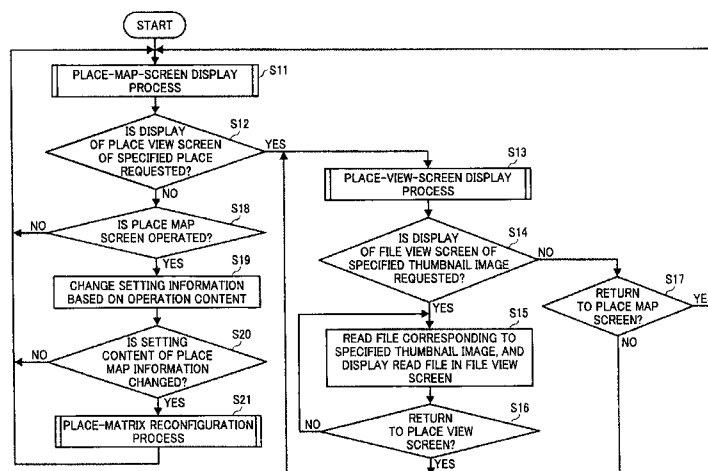 START
PLACE-MAP-SCREEN DISPLAY
PROCESS
S11
IS DISPLAY
OF PLACE VIEW SCREEN
OF SPECIFIED PLACE
REQUESTED?
S12
YES
NO
PLACE-VIEW-SCREEN DISPLAY
PROCESS
S13
IS PLACE MAP
SCREEN OPERATED?
S18
NO
YES
IS DISPLAY
OF FILE VIEW SCREEN OF
SPECIFIED THUMBNAIL IMAGE
REQUESTED?
S14
NO
YES
CHANGE SETTING INFORMATION
BASED ON OPERATION CONTENT
S19
RETURN
TO PLACE MAP
SCREEN?
S17
YES
NO
READ FILE CORRESPONDING TO
SPECIFIED THUMBNAIL IMAGE, AND
DISPLAY READ FILE IN FILE VIEW
SCREEN
S15
IS SETTING
CONTENT OF PLACE
MAP INFORMATION
CHANGED?
S20
NO
YES
PLACE-MATRIX RECONFIGURATION
PROCESS
S21
RETURN
TO PLACE VIEW
SCREEN?
S16
NO
YES